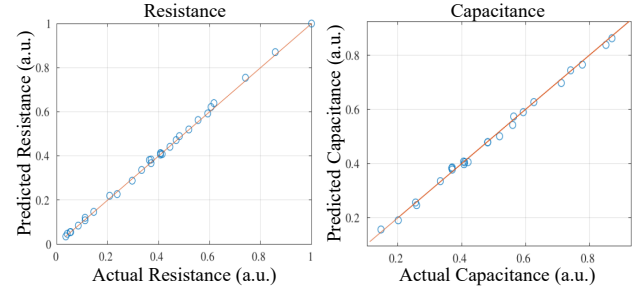 Resistance
Capacitance
Predicted Resistance (a.u.)
1
0.8
0.6
0.4
0.2
0
0 0.2 0.4 0.6 0.8 1
Actual Resistance (a.u.)
Predicted Capacitance (a.u.)
0.8
0.6
0.4
0.2
0.2 0.4 0.6 0.8
Actual Capacitance (a.u.)